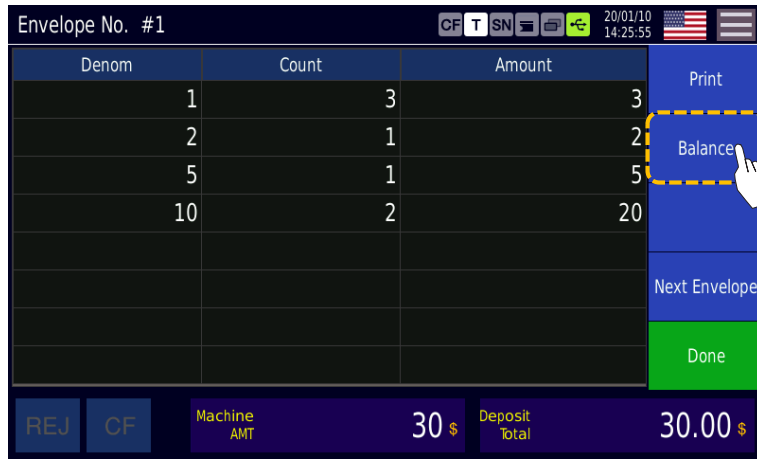 Envelope No. #1 CF T SN 20/01/10
14:25:55
Denom Count Amount
1 3 3
2 1 2
5 1 5
10 2 20
Print
Balance
Next Envelope
Done
REJ CF
Machine
AMT
30 $
Deposit
Total
30.00 $